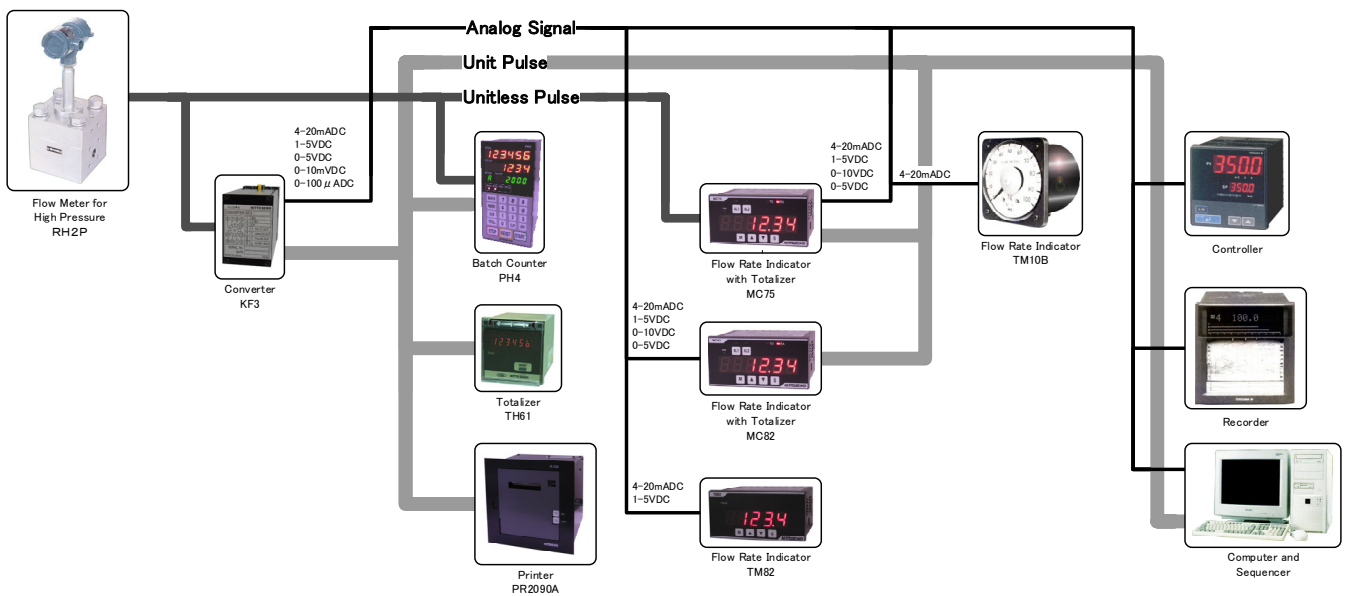 Analog Signal
Unit Pulse
Unitless Pulse
Flow Meter for
High Pressure
RH2P
4-20mADC
1-5VDC
0-5VDC
0-10mVDC
0-100μADC
Converter
KF3
123456
1234
2000
Batch Counter
PH4
123456
Totalizer
TH61
Printer
PR2090A
12.34
Flow Rate Indicator
with Totalizer
MC75
4-20mADC
1-5VDC
0-10VDC
0-5VDC
4-20mADC
1-5VDC
0-10VDC
0-5VDC
12.34
Flow Rate Indicator
with Totalizer
MC82
4-20mADC
1-5VDC
123.4
Flow Rate Indicator
TM82
4-20mADC
Flow Rate Indicator
TM10B
350.0
350.0
Controller
100.0
Recorder
Computer and
Sequencer